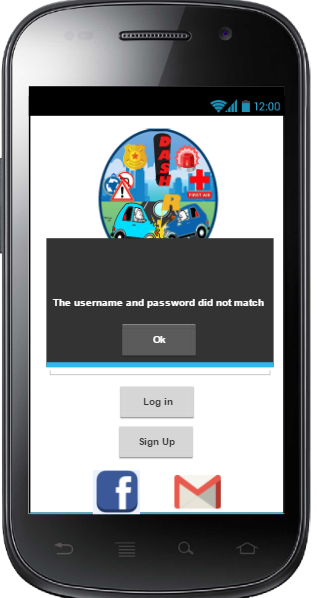 12:00
DASH
R
FIRST AID
The username and password did not match
Ok
Log in
Sign Up
f